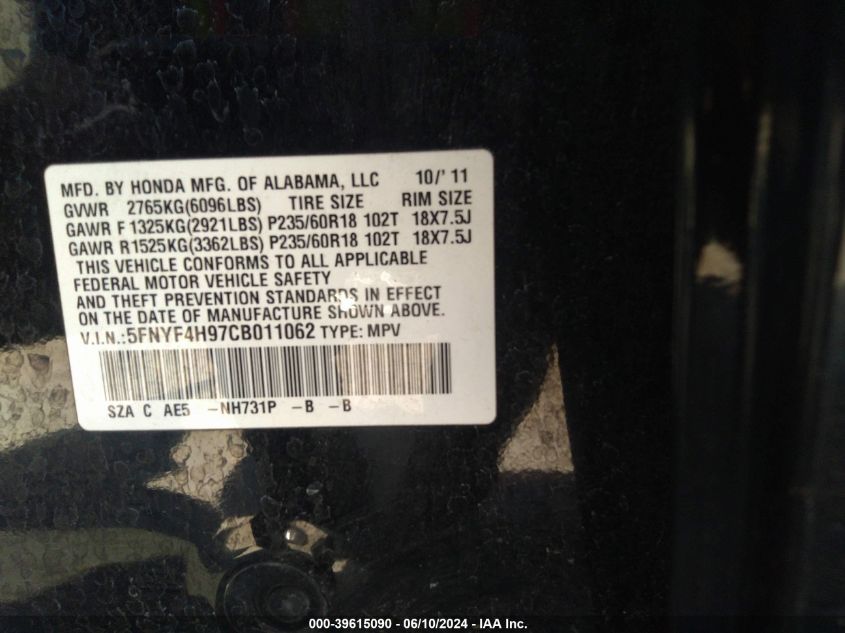 MFD. BY HONDA MFG. OF ALABAMA, LLC 10/'11
GVWR 2765KG(6096LBS) TIRE SIZE RIM SIZE
GAWR F 1325KG(2921LBS) P235/60R18 102T 18X7.5J
GAWR R1525KG(3362LBS) P235/60R18 102T 18X7.5J
THIS VEHICLE CONFORMS TO ALL APPLICABLE
FEDERAL MOTOR VEHICLE SAFETY
AND THEFT PREVENTION STANDARDS IN EFFECT
ON THE DATE OF MANUFACTURE SHOWN ABOVE.
V.I.N.:5FNYF4H97CB011062 TYPE: MPV
SZA C AE5 -NH731P -B -B
000-39615090 - 06/10/2024 - IAA Inc.